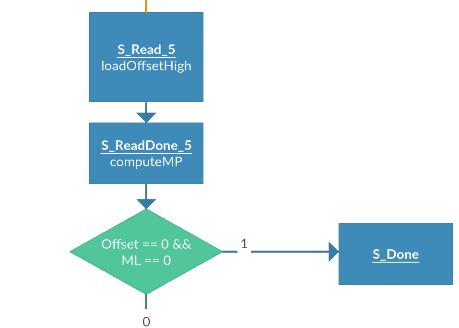 S_Read_5
loadOffsetHigh
S_ReadDone_5
computeMP
Offset == 0 &&
ML == 0
1
S_Done
0